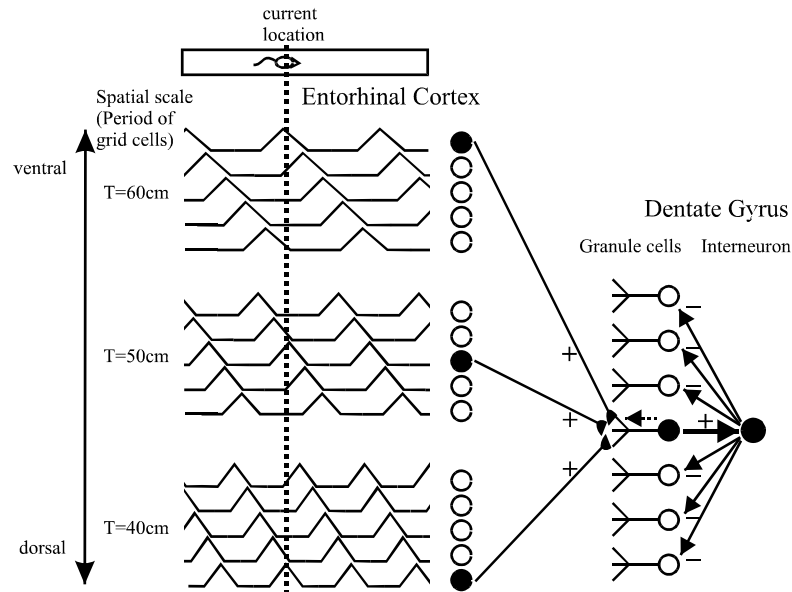 current
location
Spatial scale
(Period of
grid cells)
Entorhinal Cortex
ventral
T=60cm
Dentate Gyrus
Granule cells
Interneuron
T=50cm
T=40cm
dorsal
+
+
+
+
−
−
−
−
−
−